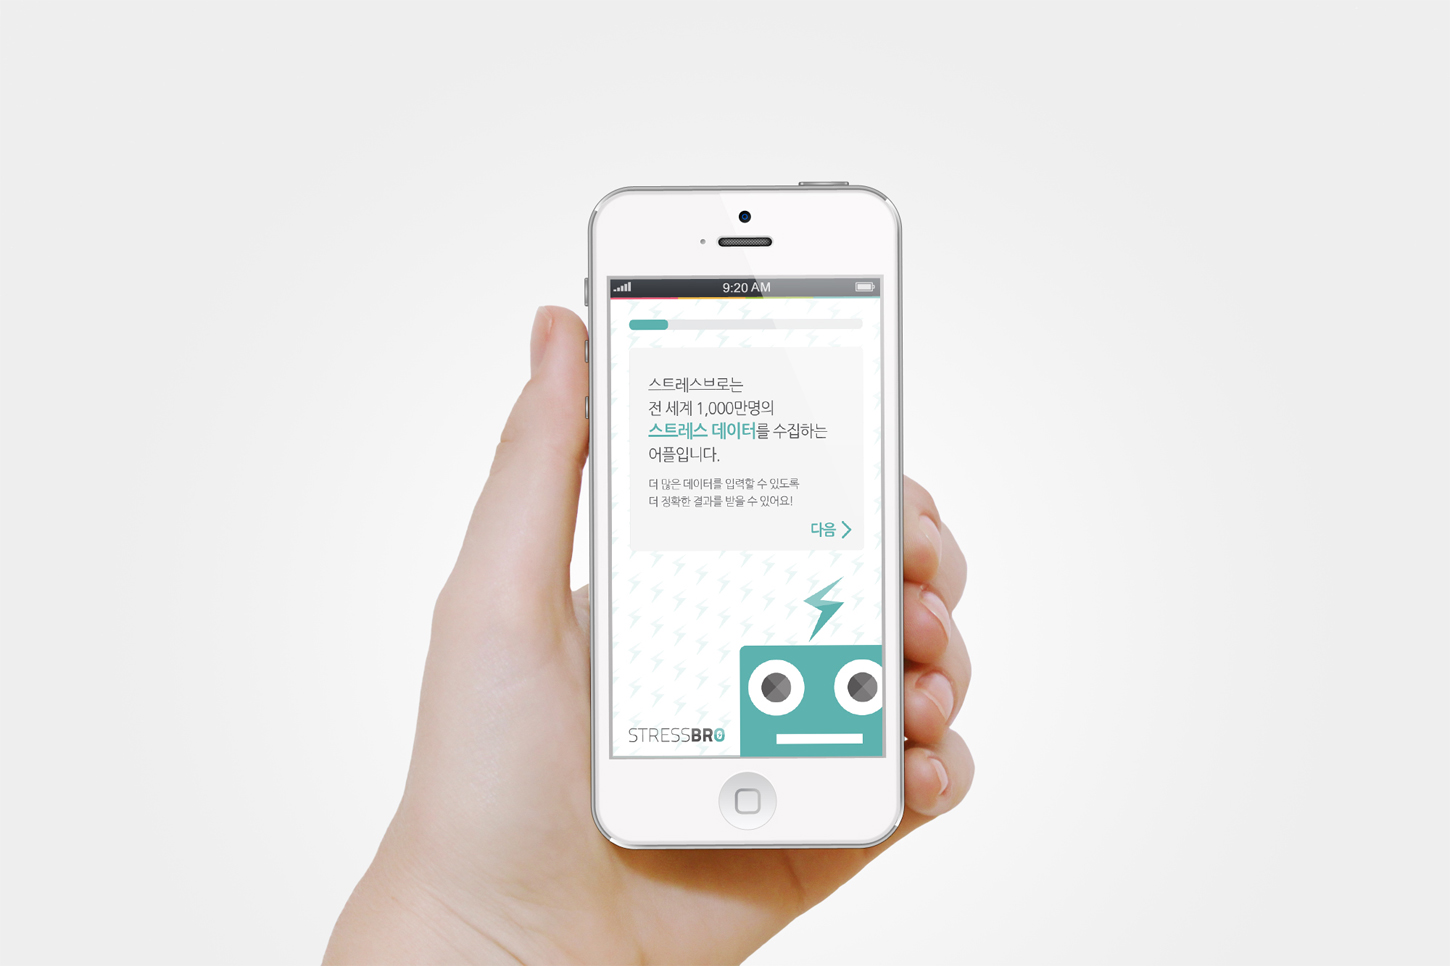 9:20 AM
스트레스브로는
전 세계 1,000만명의
스트레스 데이터를 수집하는
어플입니다.
더 많은 데이터를 입력할 수 있도록
더 정확한 결과를 받을 수 있어요!
다음
STRESSBRO